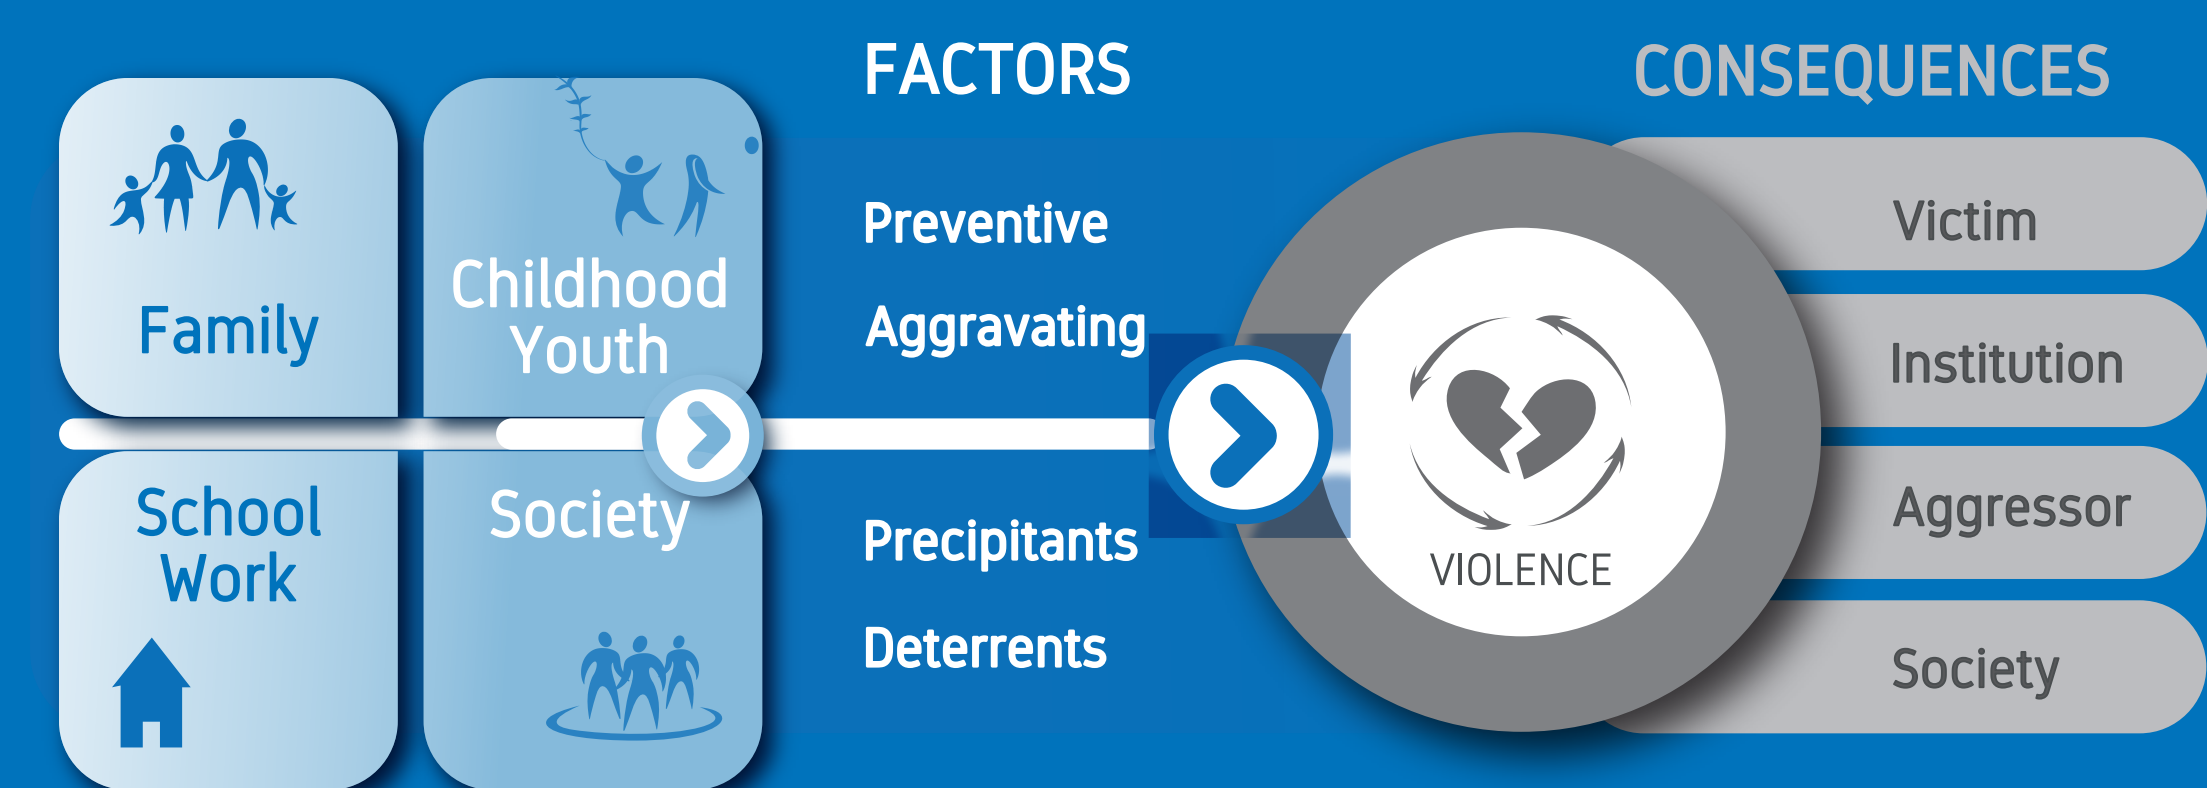 Family
Childhood
Youth
School
Work
Society
FACTORS
Preventive
Aggravating
Precipitants
Deterrents
VIOLENCE
CONSEQUENCES
Victim
Institution
Aggressor
Society